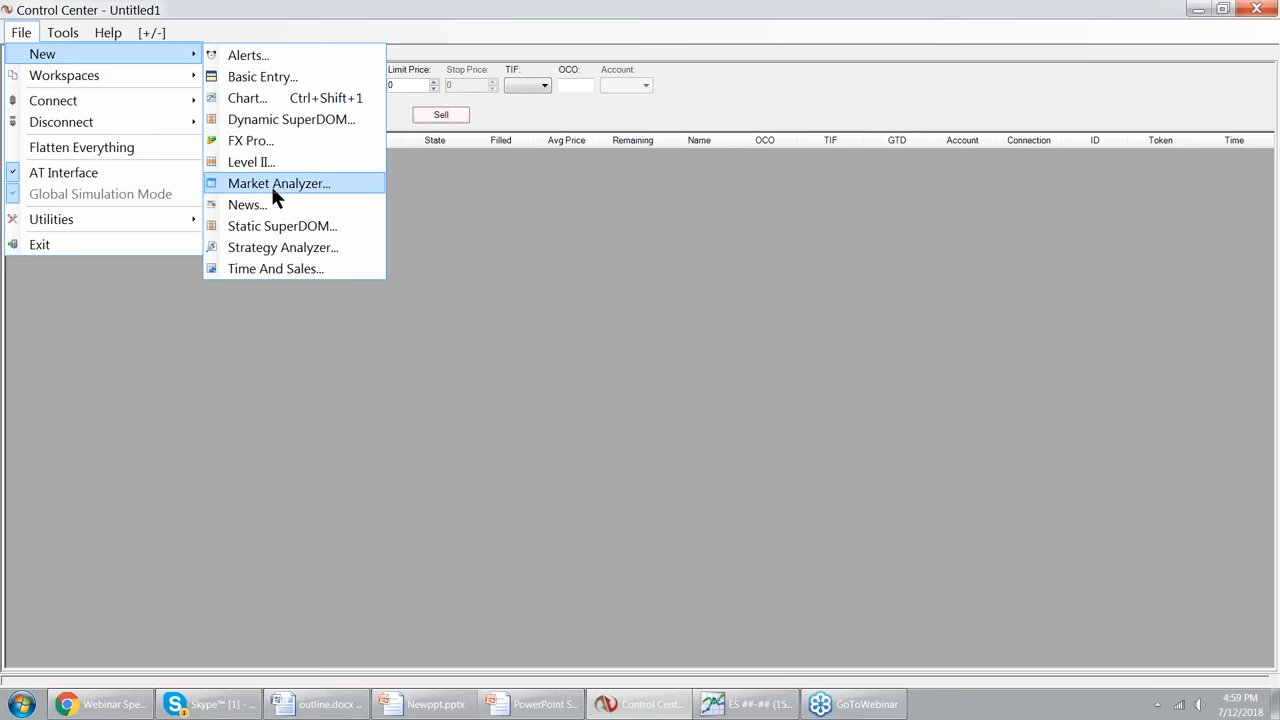 Control Center - Untitled1
File Tools Help [+/-]
New
Workspaces
Connect
Disconnect
Flatten Everything
AT Interface
Global Simulation Mode
Utilities
Exit
Alerts...
Basic Entry...
Chart... Ctrl+Shift+1
Dynamic SuperDOM...
FX Pro...
Level II...
Market Analyzer...
News...
Static SuperDOM...
Strategy Analyzer...
Time And Sales...
Limit Price: Stop Price: TIF: OCO: Account:
0 0
Sell
State Filled Avg Price Remaining Name OCO TIF GTD Account Connection ID Token Time
Webinar Spe... Skype™ [1] - ... outline.docx ... Newppt.pptx PowerPoint S... Control Cent... ES ##-## (15... GoToWebinar
4:59 PM
7/12/2018